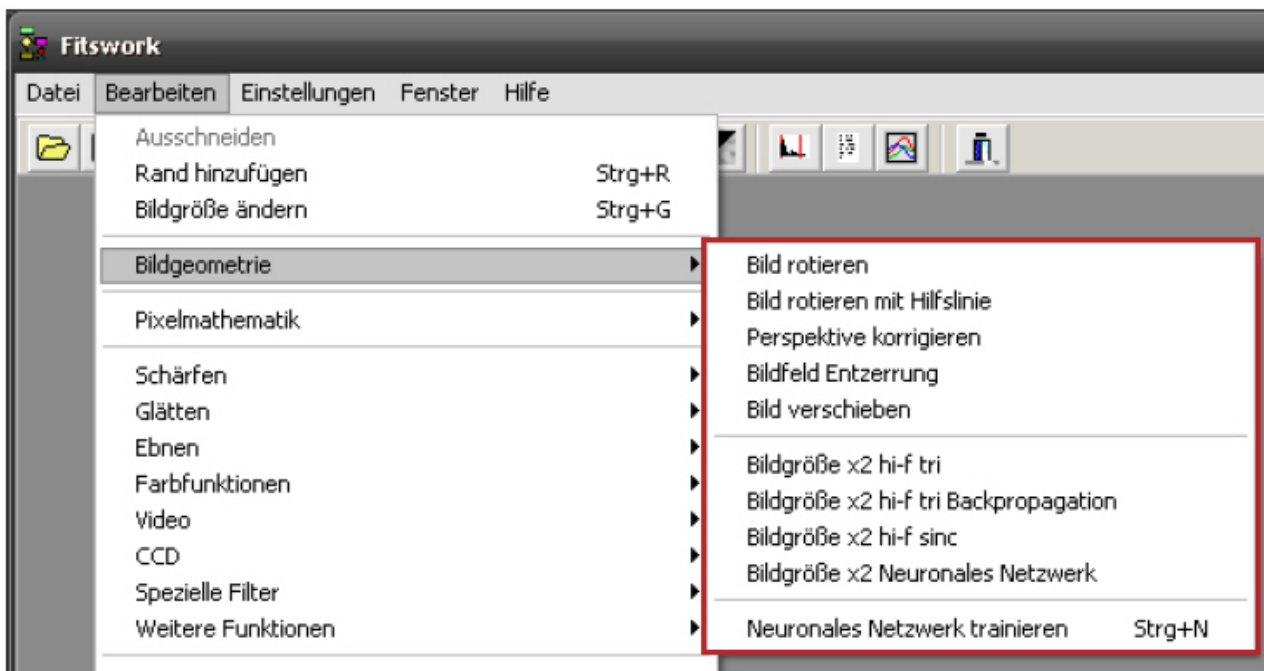 Fitswork
Datei Bearbeiten Einstellungen Fenster Hilfe
Ausschneiden
Rand hinzufügen Strg+R
Bildgröße ändern Strg+G
Bildgeometrie
Pixelmathematik
Schärfen
Glätten
Ebnen
Farbfunktionen
Video
CCD
Spezielle Filter
Weitere Funktionen
Bild rotieren
Bild rotieren mit Hilfslinie
Perspektive korrigieren
Bildfeld Entzerrung
Bild verschieben
Bildgröße x2 hi-f tri
Bildgröße x2 hi-f tri Backpropagation
Bildgröße x2 hi-f sinc
Bildgröße x2 Neuronales Netzwerk
Neuronales Netzwerk trainieren Strg+N